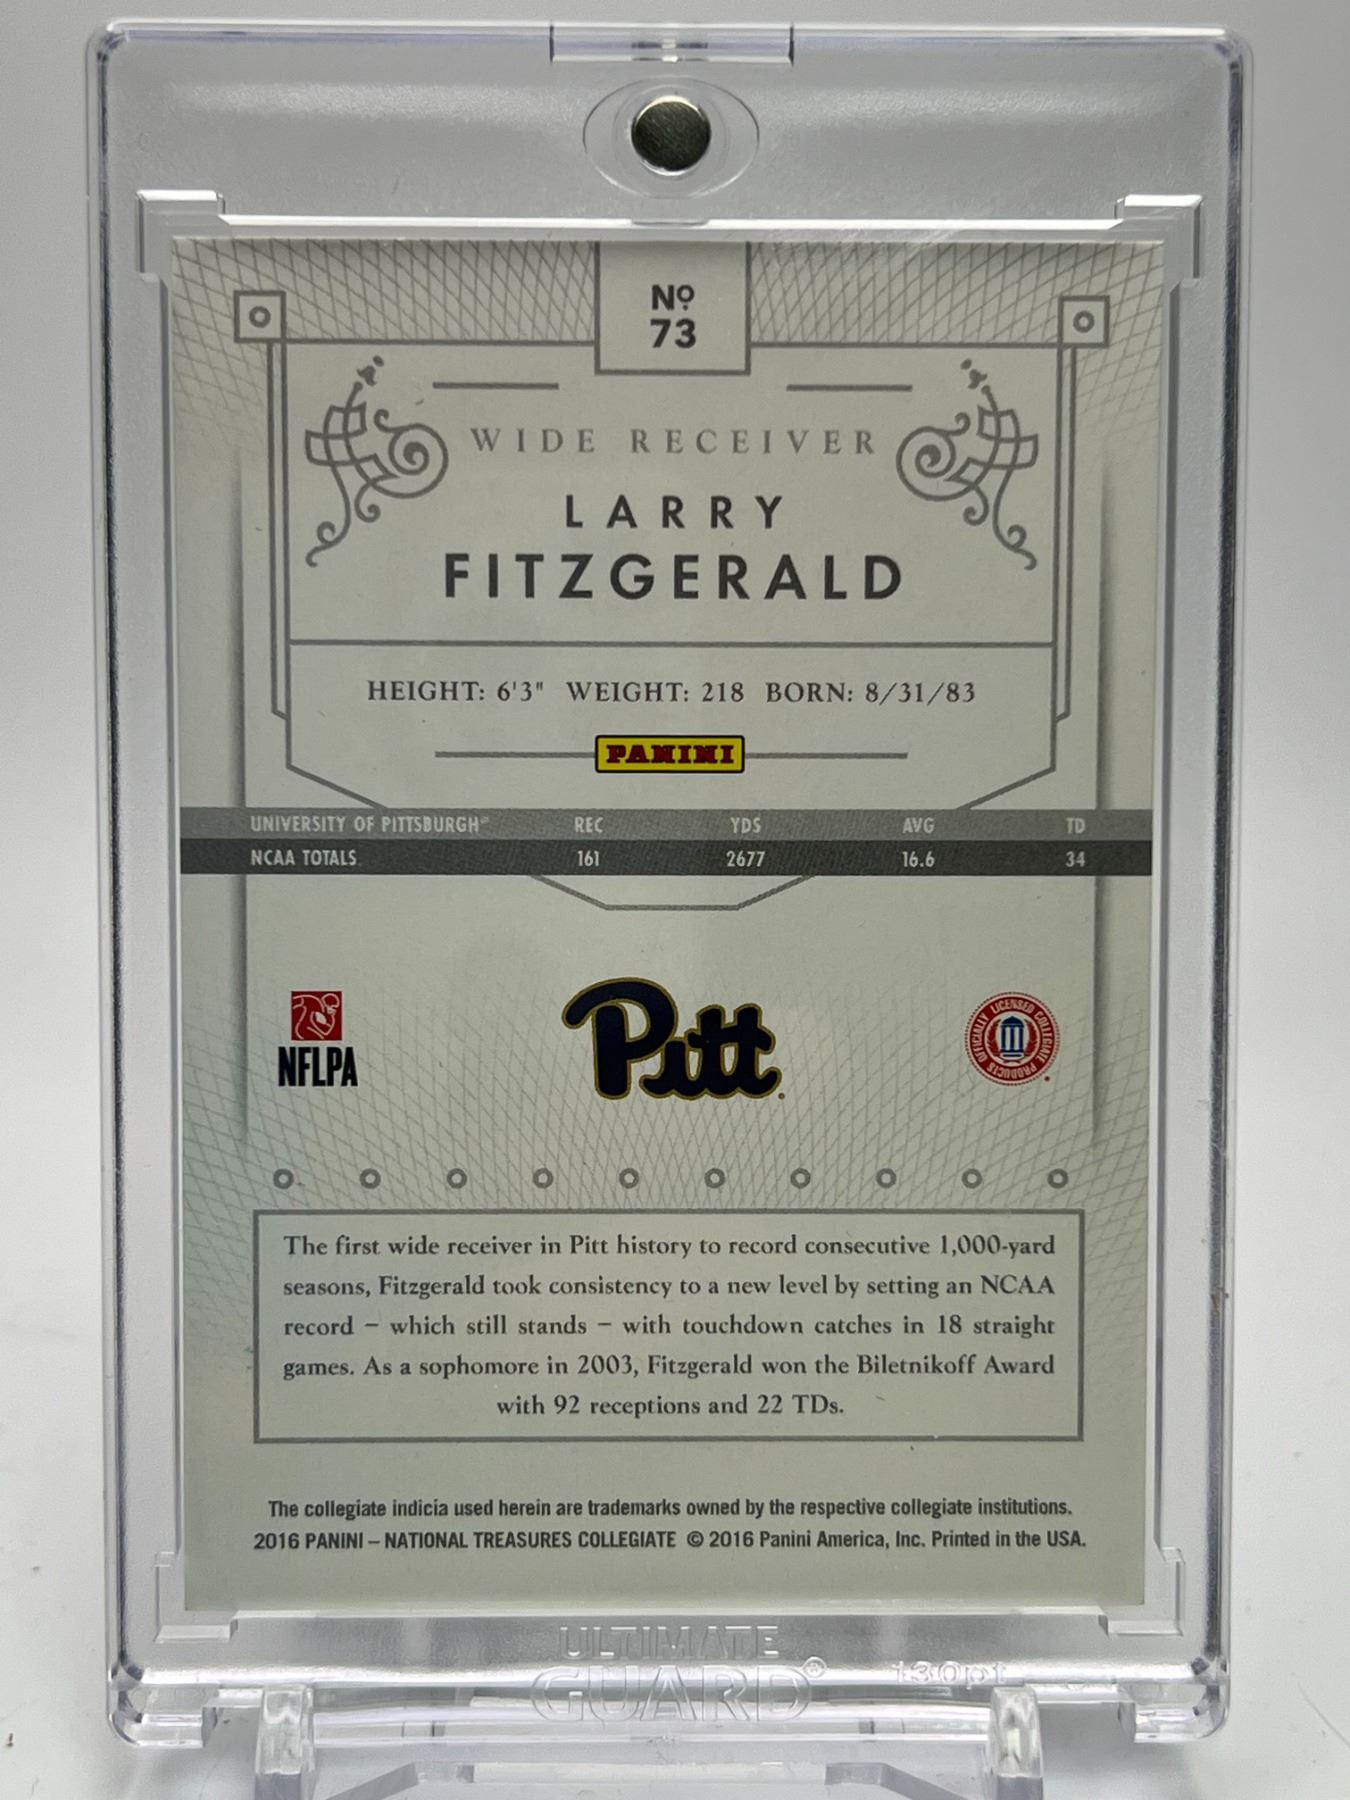 Nº
73
WIDE RECEIVER
LARRY
FITZGERALD
HEIGHT: 6'3" WEIGHT: 218 BORN: 8/31/83
PANINI
UNIVERSITY OF PITTSBURGH® REC YDS AVG TD
NCAA TOTALS 161 2677 16.6 34
NFLPA
Pitt
OFFICIALLY LICENSED COLLEGIATE PRODUCTS
The first wide receiver in Pitt history to record consecutive 1,000-yard
seasons, Fitzgerald took consistency to a new level by setting an NCAA
record – which still stands – with touchdown catches in 18 straight
games. As a sophomore in 2003, Fitzgerald won the Biletnikoff Award
with 92 receptions and 22 TDs.
The collegiate indicia used herein are trademarks owned by the respective collegiate institutions.
2016 PANINI – NATIONAL TREASURES COLLEGIATE © 2016 Panini America, Inc. Printed in the USA.
ULTIMATE
GUARD® 130pt